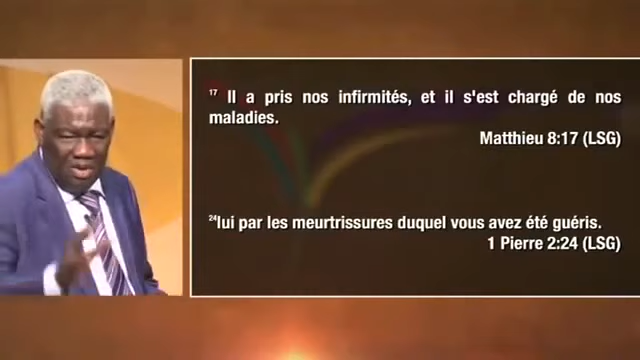 17 Il a pris nos infirmités, et il s'est chargé de nos
maladies.
Matthieu 8:17 (LSG)
24lui par les meurtrissures duquel vous avez été guéris.
1 Pierre 2:24 (LSG)